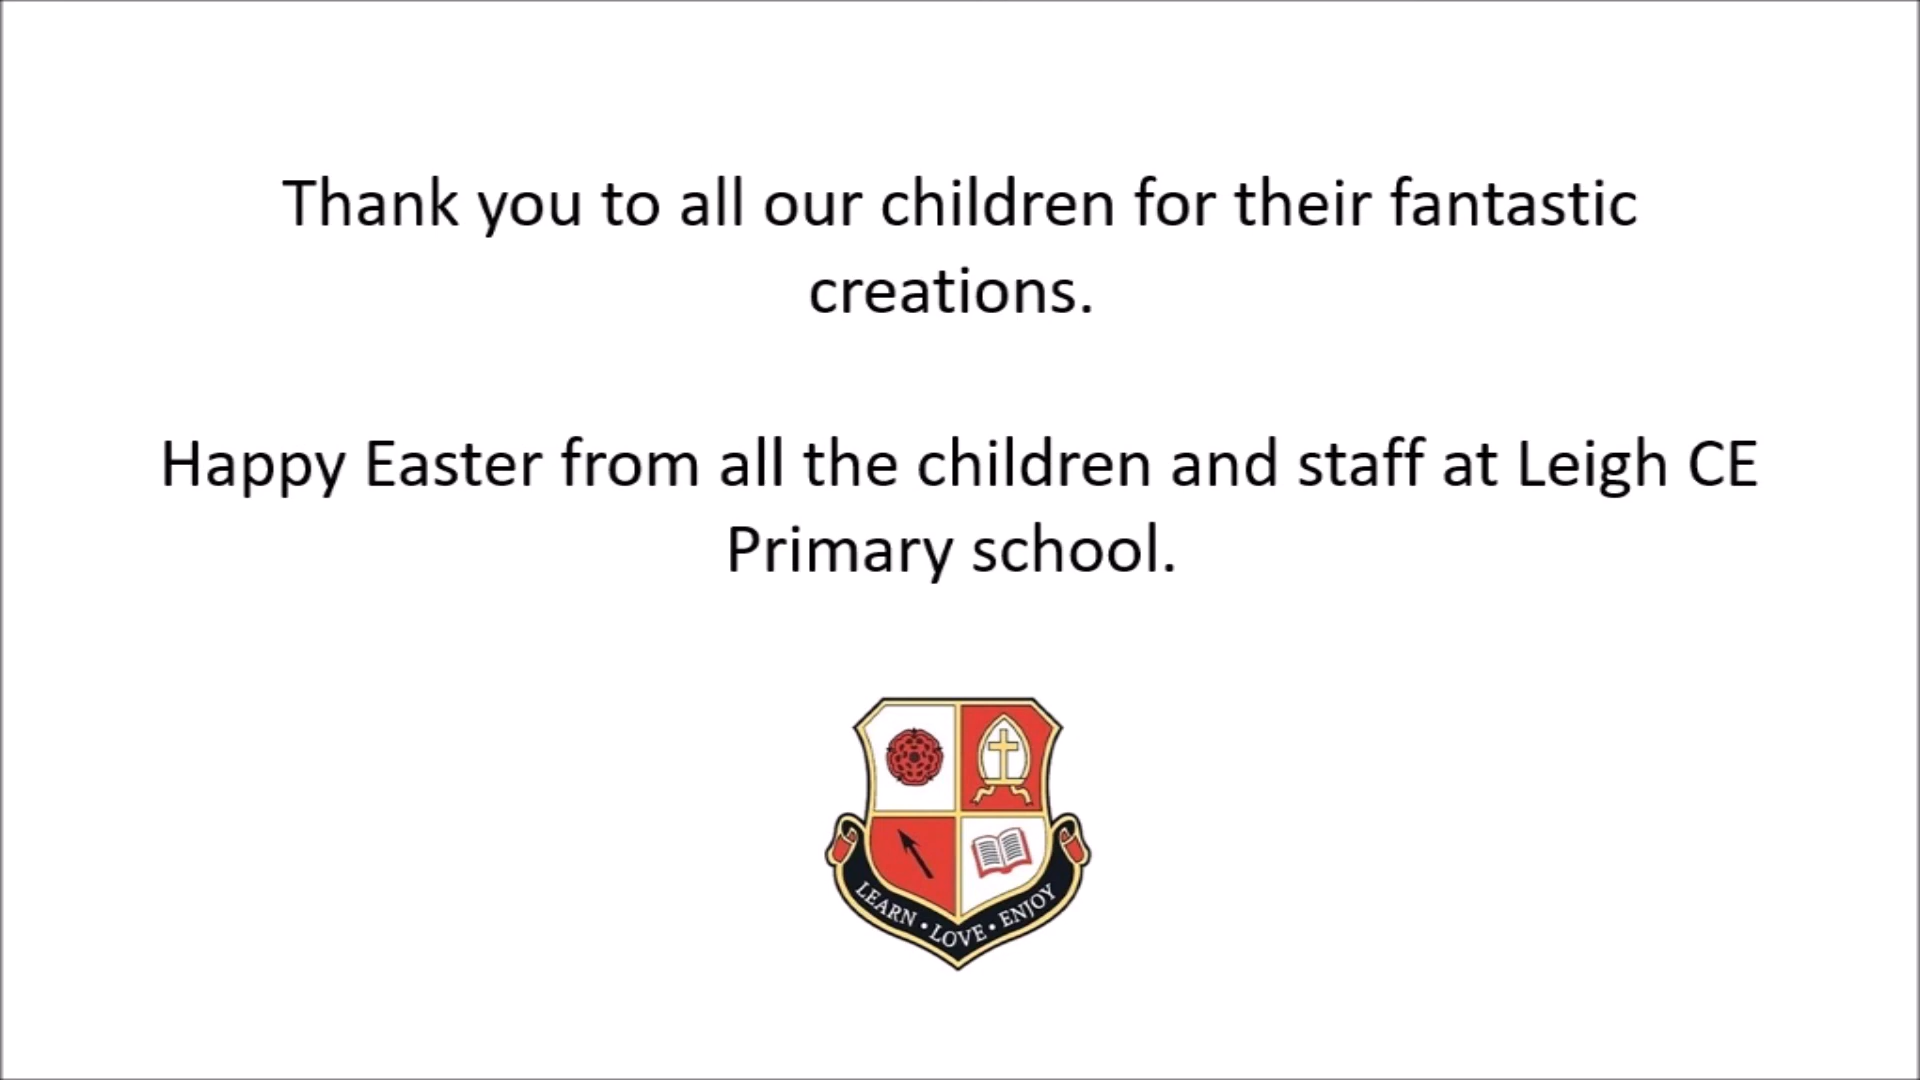 Thank you to all our children for their fantastic
creations.
Happy Easter from all the children and staff at Leigh CE
Primary school.
LEARN • LOVE • ENJOY